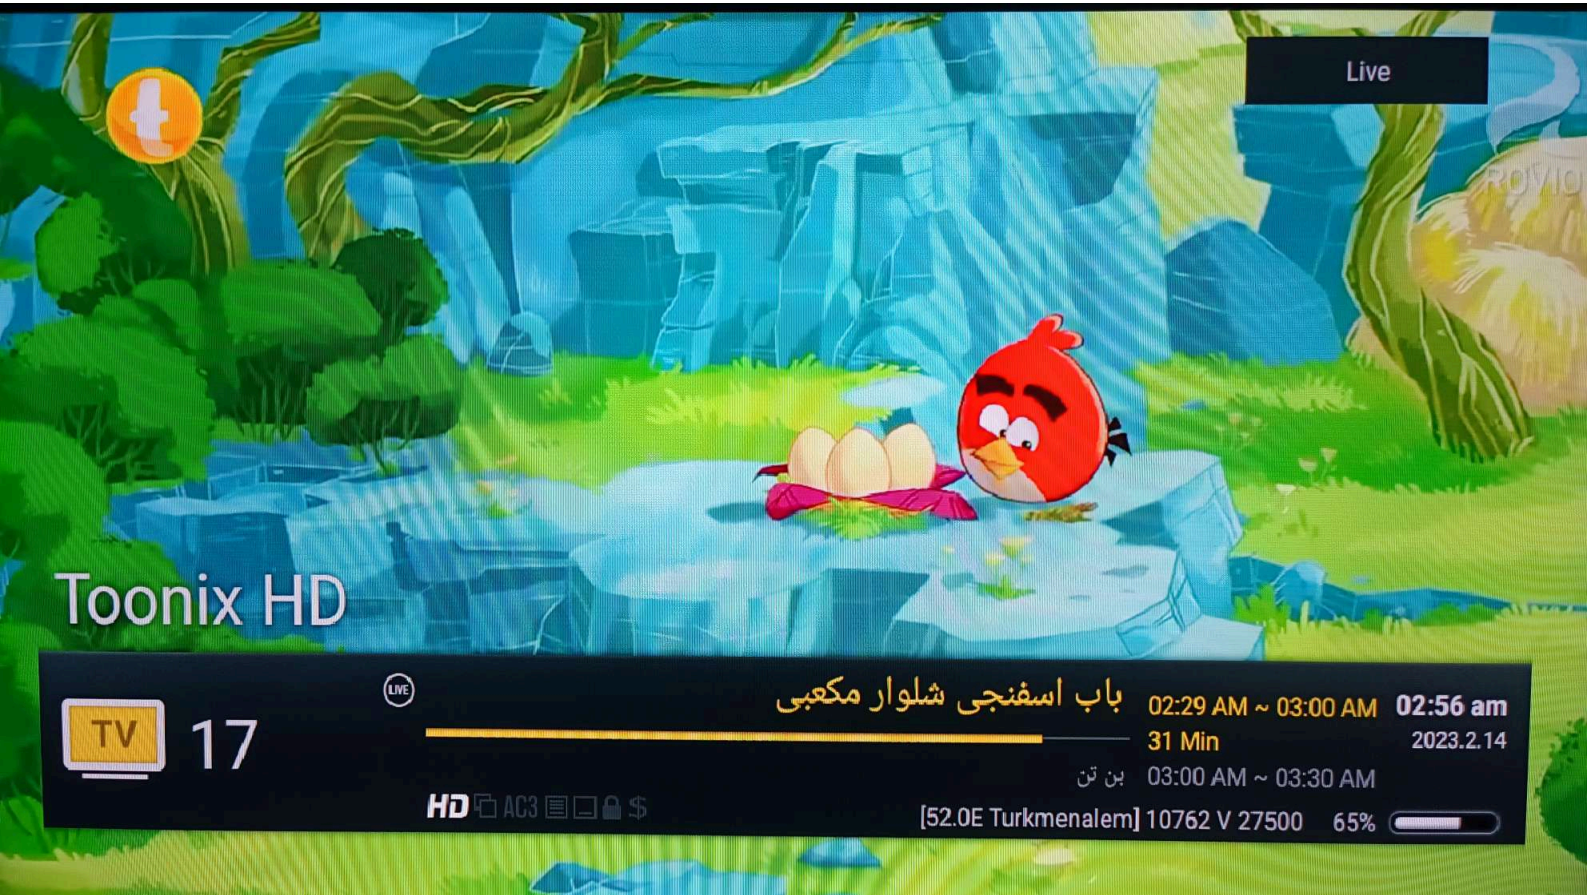 Live
ROVIO
Toonix HD
TV 17
LIVE
باب اسفنجی شلوار مکعبی
02:29 AM ~ 03:00 AM
02:56 am
31 Min
2023.2.14
بن تن
03:00 AM ~ 03:30 AM
HD AC3 $
[52.0E Turkmenalem] 10762 V 27500 65%